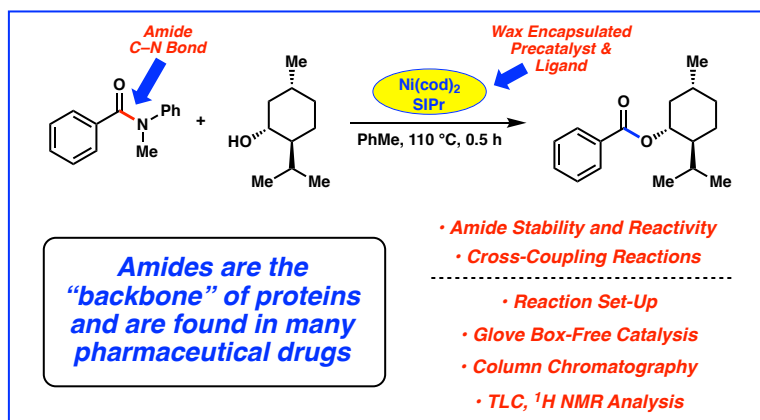 Amide
C–N Bond
Wax Encapsulated
Precatalyst &
Ligand
O
N
Ph
Me
+
Me
HO
Me
Me
Ni(cod)₂
SIPr
PhMe, 110 °C, 0.5 h
O
O
Me
Me
Me
Amides are the
“backbone” of proteins
and are found in many
pharmaceutical drugs
· Amide Stability and Reactivity
· Cross-Coupling Reactions
· Reaction Set-Up
· Glove Box-Free Catalysis
· Column Chromatography
· TLC, ¹H NMR Analysis